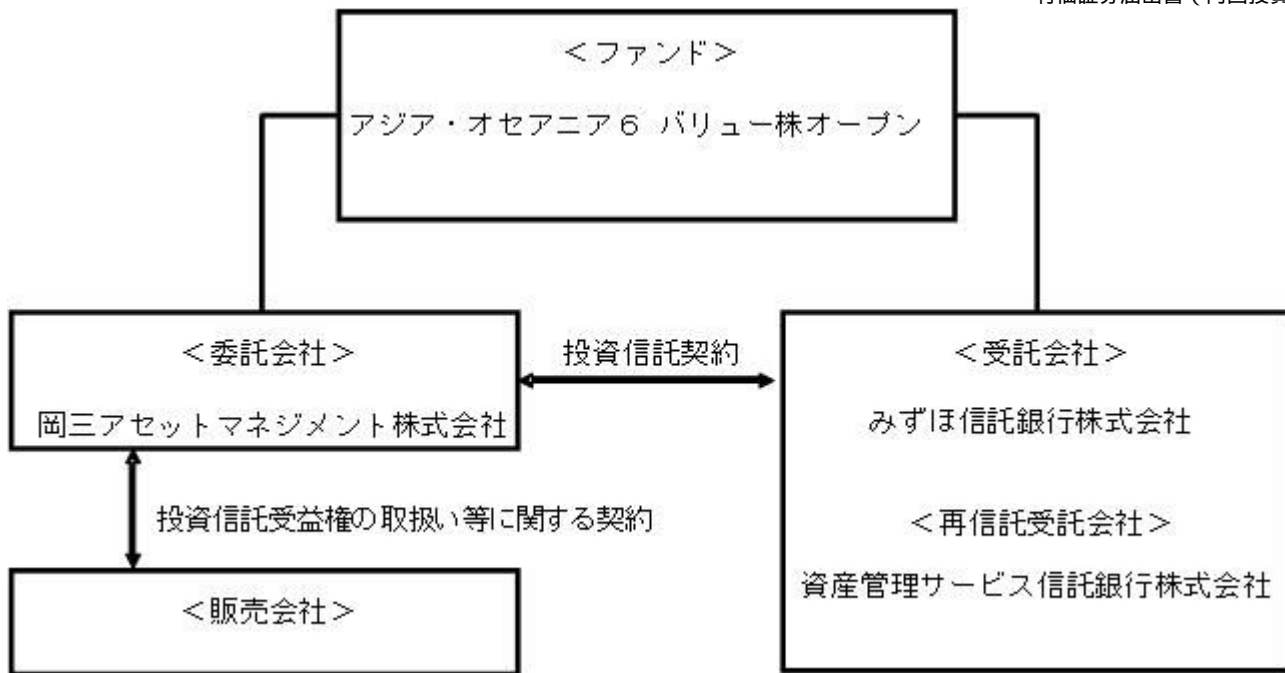 ＜ファンド＞
アジア・オセアニア６ バリュー株オープン
＜委託会社＞
岡三アセットマネジメント株式会社
投資信託契約
＜受託会社＞
みずほ信託銀行株式会社
＜再信託受託会社＞
資産管理サービス信託銀行株式会社
投資信託受益権の取扱い等に関する契約
＜販売会社＞